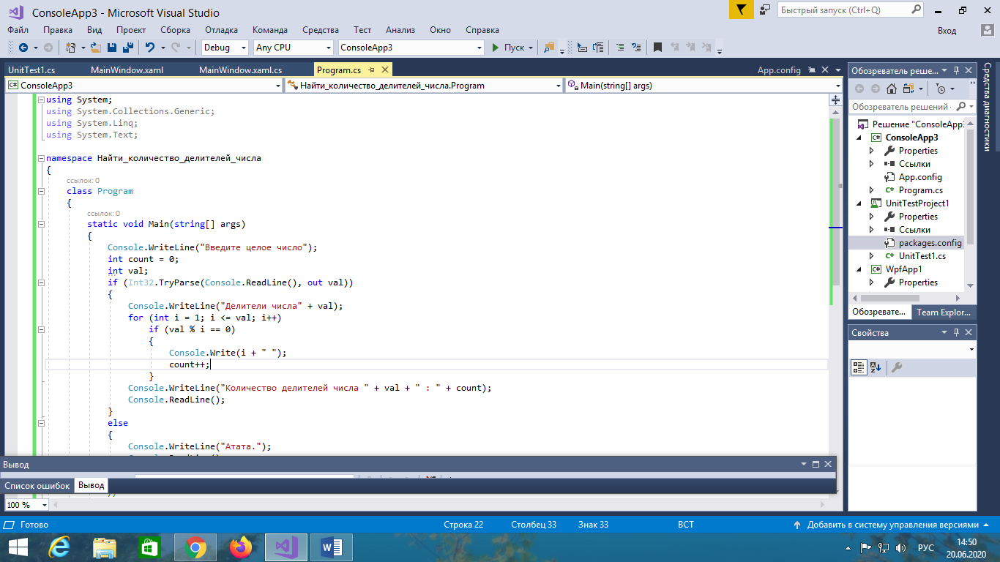 ConsoleApp3 - Microsoft Visual Studio
Быстрый запуск (Ctrl+Q)
Файл Правка Вид Проект Сборка Отладка Команда Средства Тест Анализ Окно Справка
Вход
Debug Any CPU ConsoleApp3 Пуск
UnitTest1.cs MainWindow.xaml MainWindow.xaml.cs Program.cs App.config
ConsoleApp3 Найти_количество_делителей_числа.Program Main(string[] args)
using System;
using System.Collections.Generic;
using System.Linq;
using System.Text;
namespace Найти_количество_делителей_числа
{
ссылок: 0
class Program
{
ссылок: 0
static void Main(string[] args)
{
Console.WriteLine("Введите целое число");
int count = 0;
int val;
if (Int32.TryParse(Console.ReadLine(), out val))
{
Console.WriteLine("Делители числа" + val);
for (int i = 1; i <= val; i++)
if (val % i == 0)
{
Console.Write(i + " ");
count++;
}
Console.WriteLine("Количество делителей числа " + val + " : " + count);
Console.ReadLine();
}
else
{
Console.WriteLine("Атата.");
Вывод
Список ошибок Вывод
100 %
Обозреватель реше...
Обозреватель решений
Решение "ConsoleApp3
ConsoleApp3
Properties
Ссылки
App.config
Program.cs
UnitTestProject1
Properties
Ссылки
packages.config
UnitTest1.cs
WpfApp1
Properties
Обозревате... Team Explor...
Свойства
Средства диагностики
Готово Строка 22 Столбец 33 Знак 33 ВСТ Добавить в систему управления версиями
РУС
14:50
20.06.2020